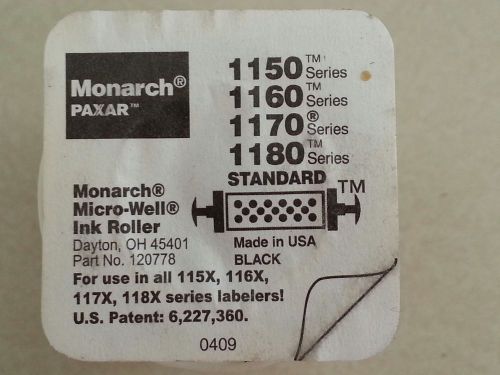 Monarch®
PAXAR™
1150™ Series
1160™ Series
1170® Series
1180™ Series
STANDARD
TM
Monarch®
Micro-Well®
Ink Roller
Dayton, OH 45401
Part No. 120778
Made in USA
BLACK
For use in all 115X, 116X,
117X, 118X series labelers!
U.S. Patent: 6,227,360.
0409